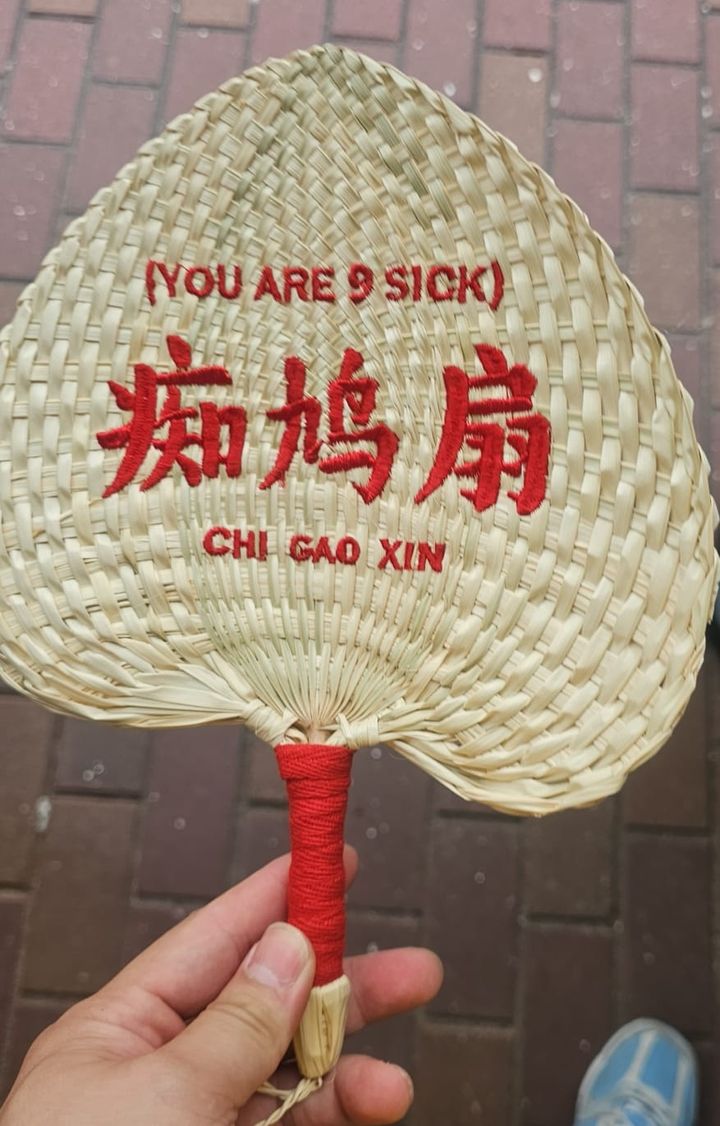 (YOU ARE 9 SICK)
痴鸠扇
CHI GAO XIN